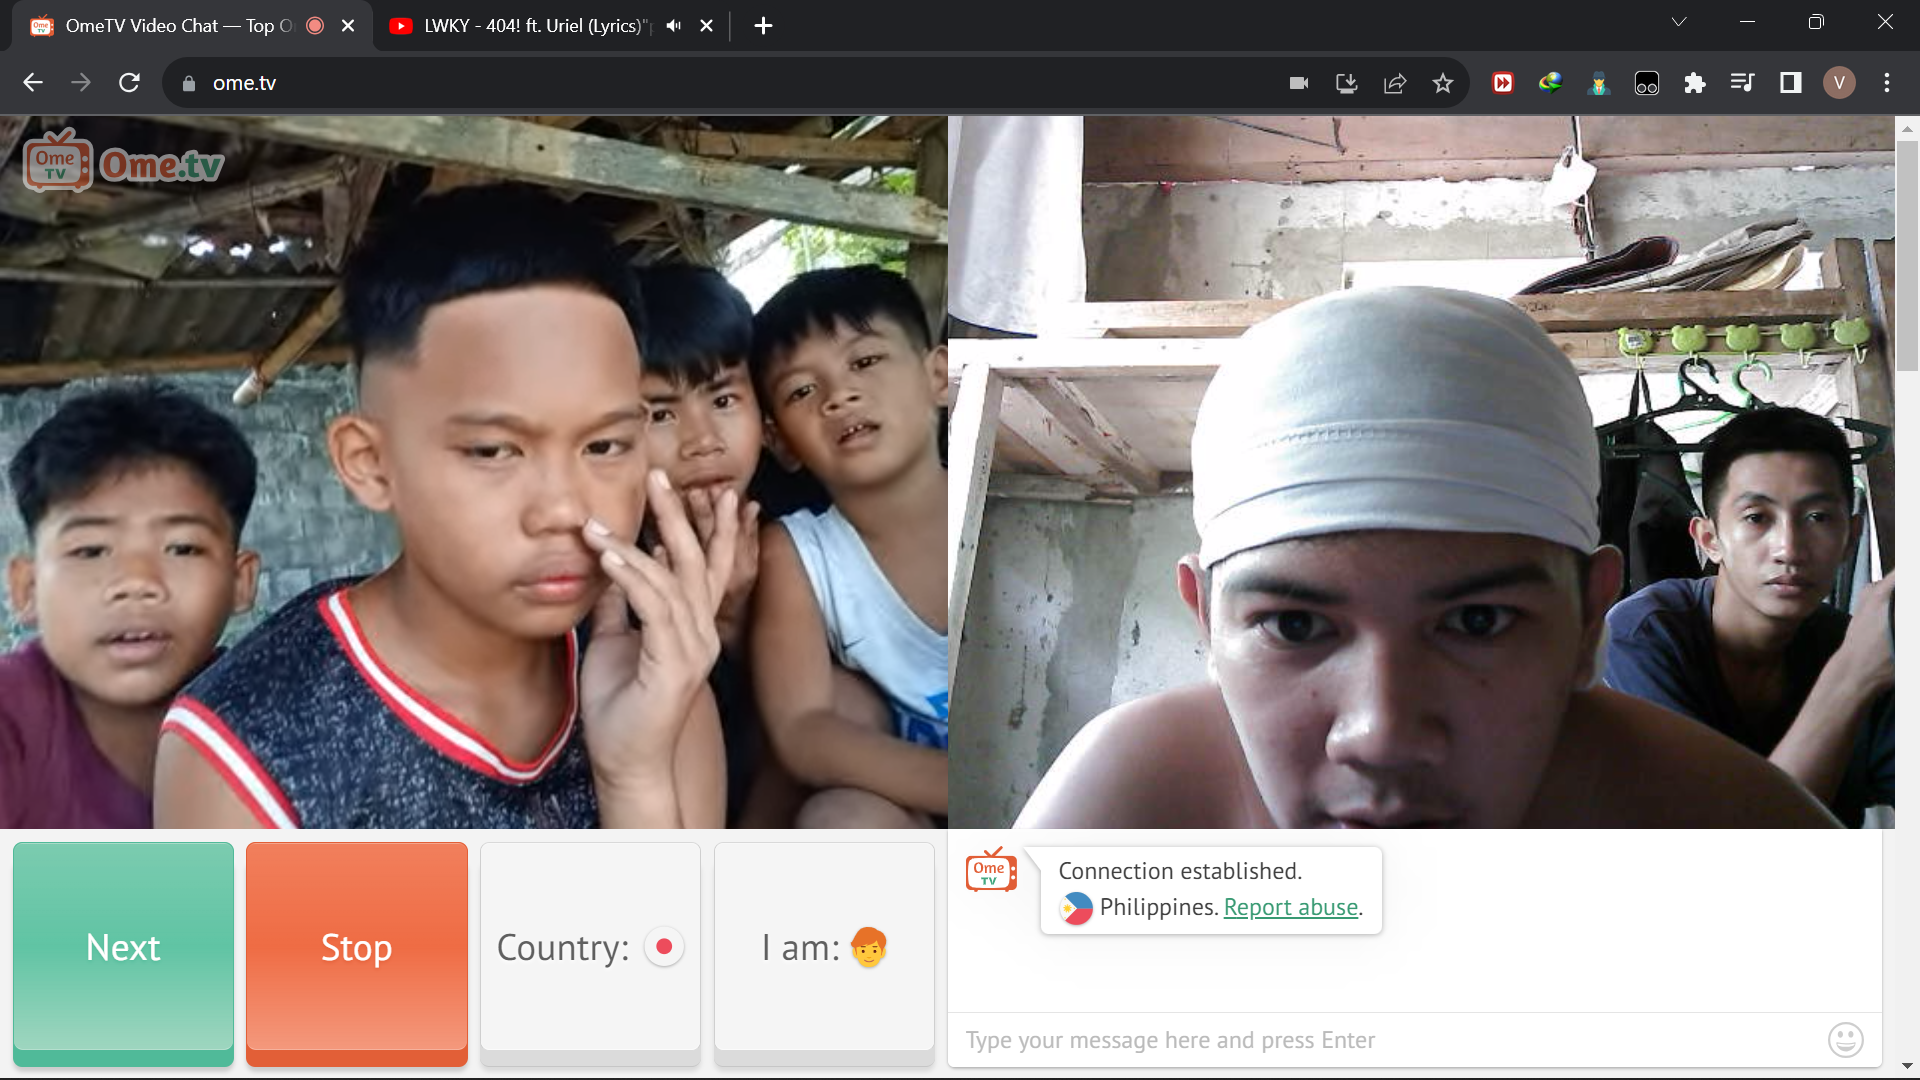 OmeTV Video Chat — Top O
LWKY - 404! ft. Uriel (Lyrics)"
ome.tv
Ome TV Ome.tv
Next
Stop
Country:
I am:
Ome TV
Connection established.
Philippines. Report abuse.
Type your message here and press Enter
V